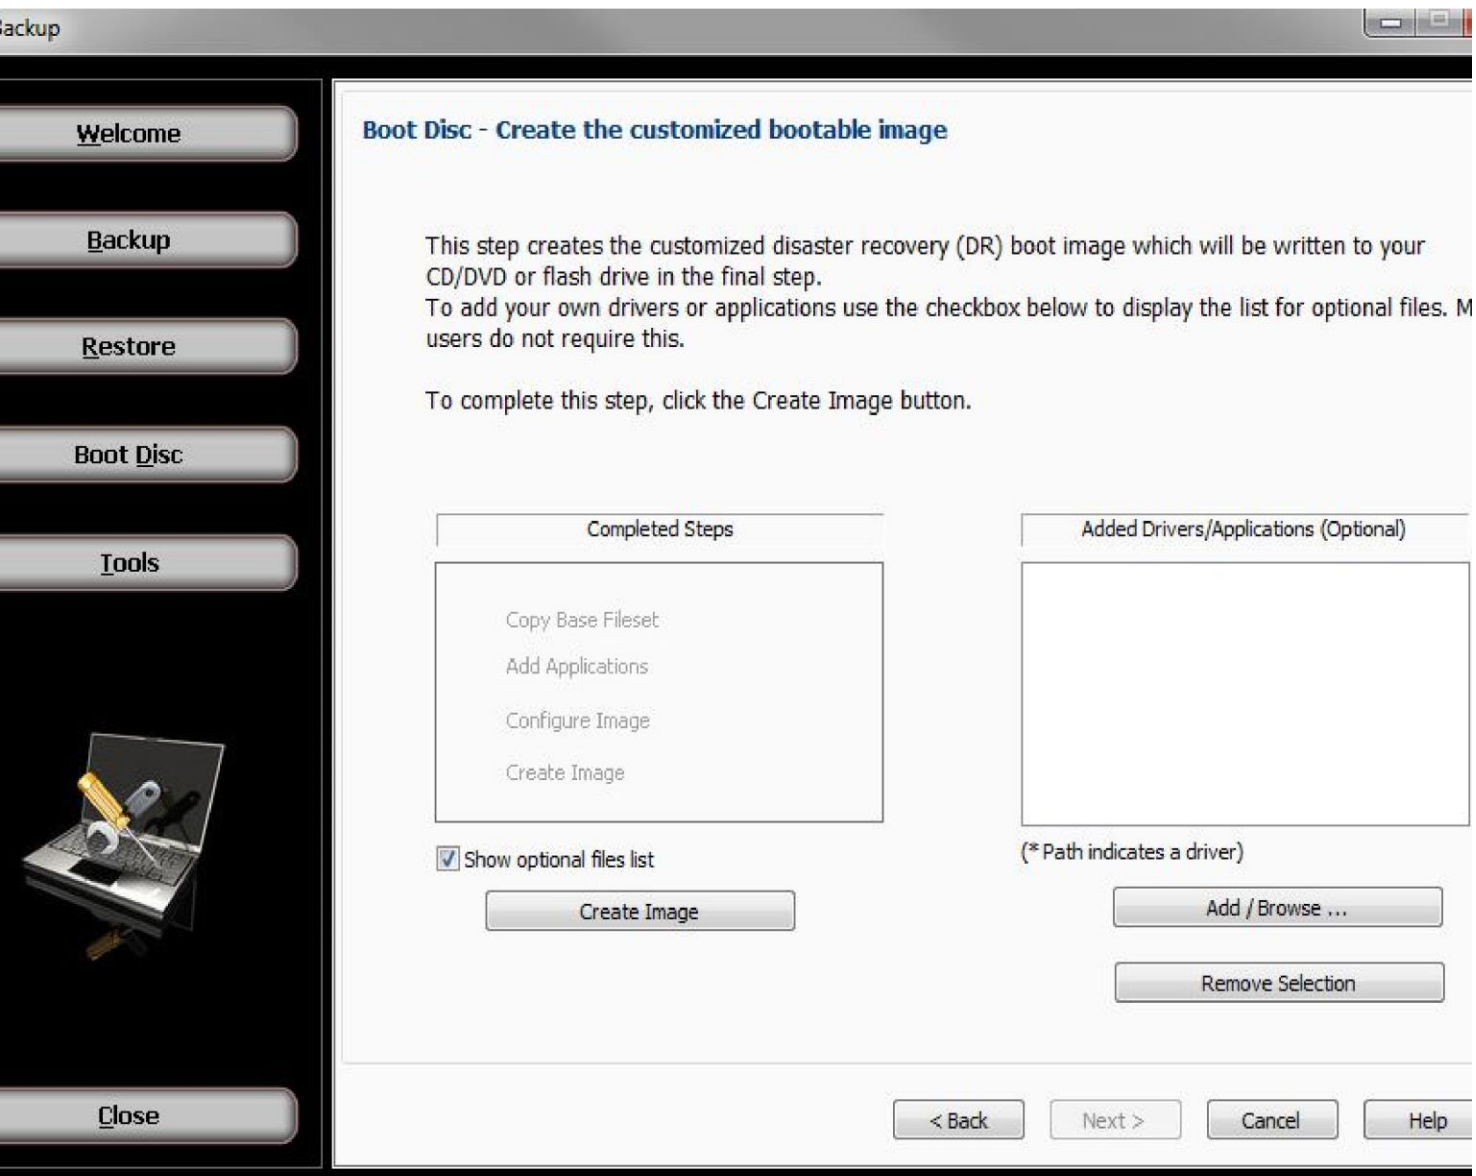 Backup
Welcome
Backup
Restore
Boot Disc
Tools
Close
Boot Disc - Create the customized bootable image
This step creates the customized disaster recovery (DR) boot image which will be written to your
CD/DVD or flash drive in the final step.
To add your own drivers or applications use the checkbox below to display the list for optional files. M
users do not require this.
To complete this step, click the Create Image button.
Completed Steps
Copy Base Fileset
Add Applications
Configure Image
Create Image
Show optional files list
Create Image
Added Drivers/Applications (Optional)
(* Path indicates a driver)
Add / Browse ...
Remove Selection
< Back
Next >
Cancel
Help